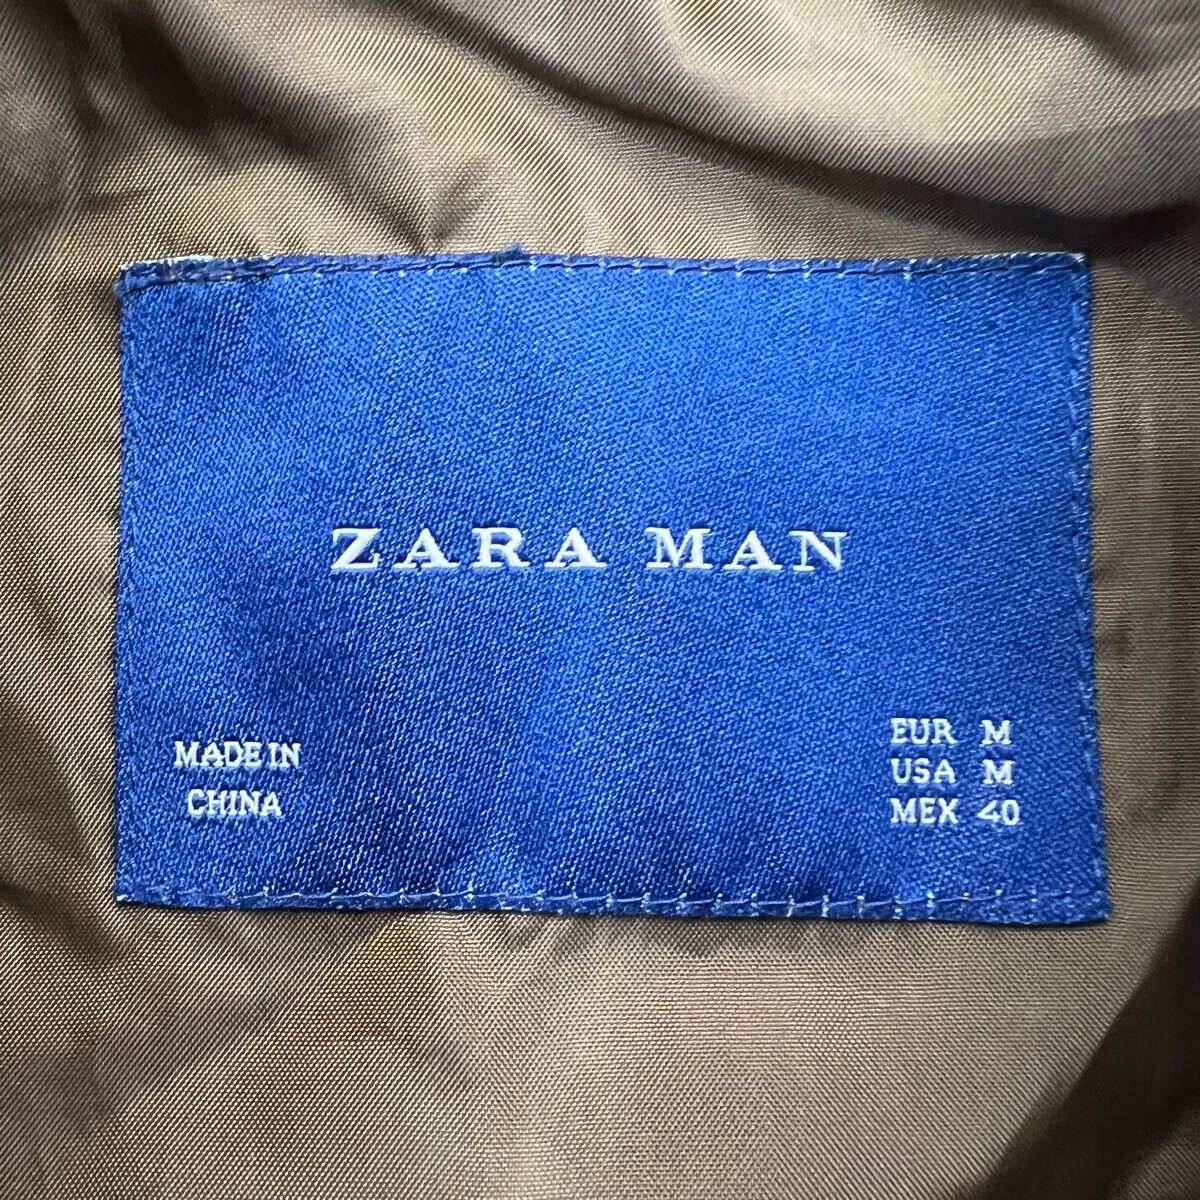 ZARA MAN
MADE IN
CHINA
EUR M
USA M
MEX 40